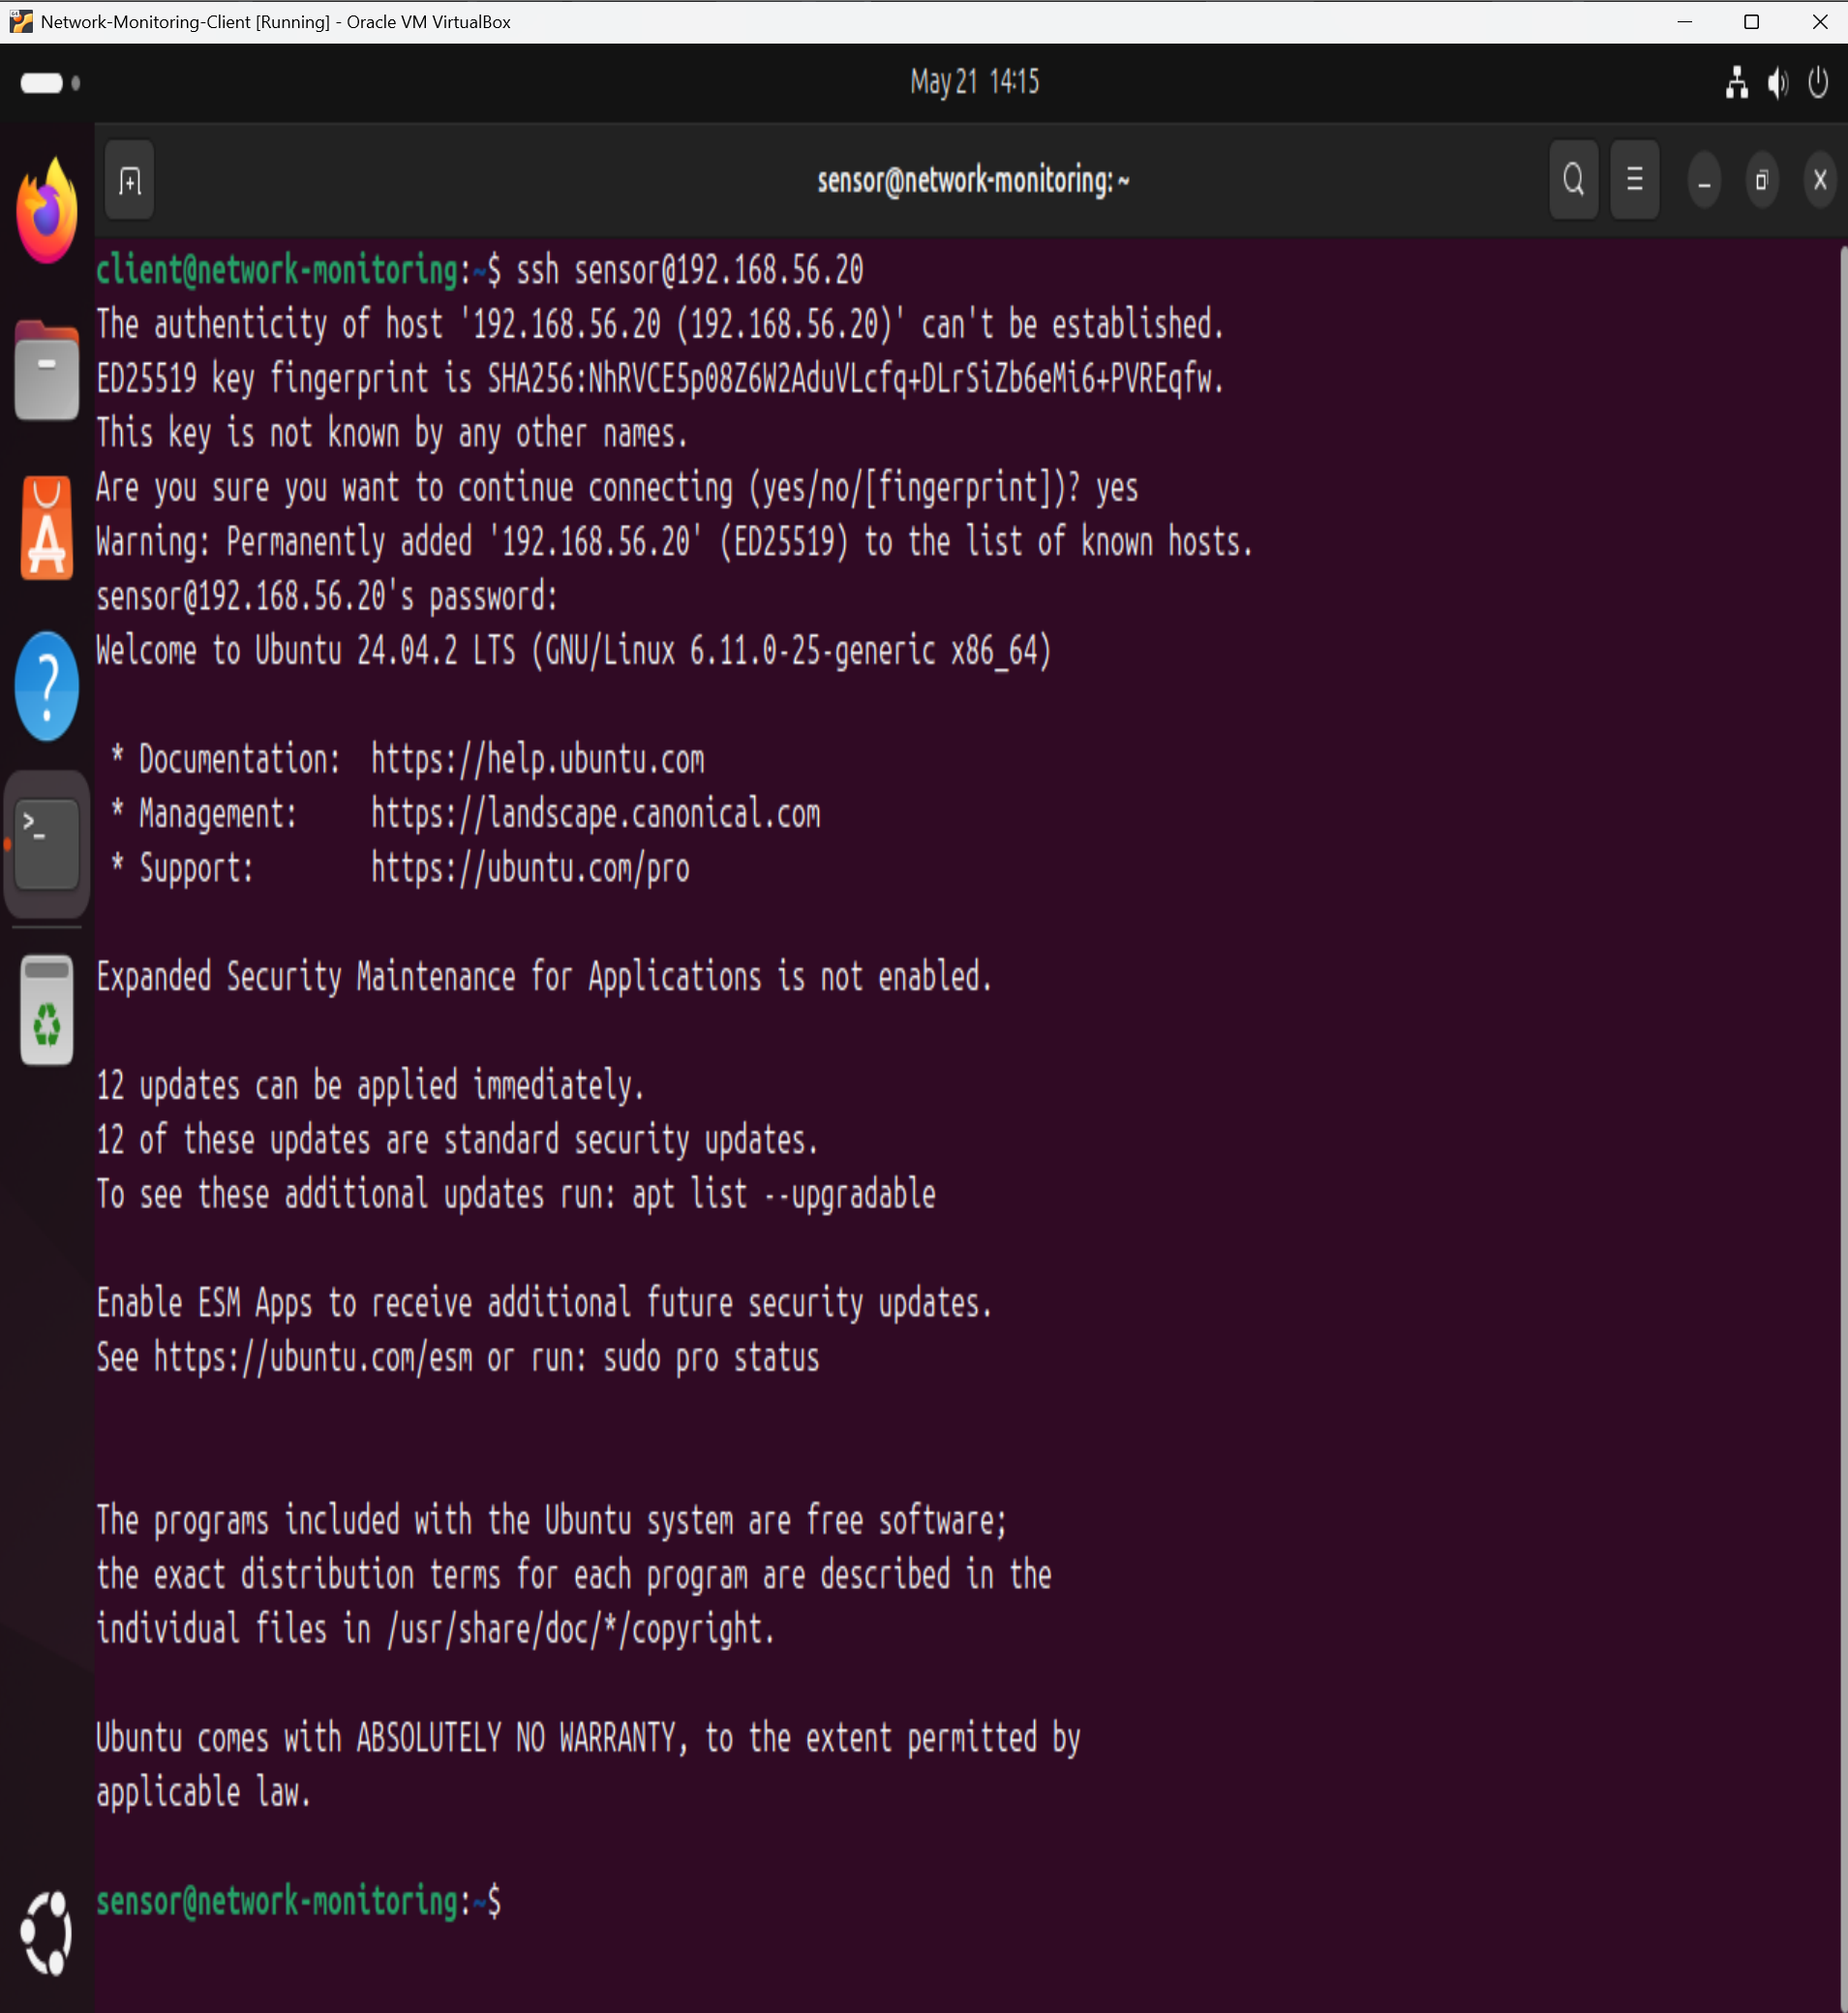 Network-Monitoring-Client [Running] - Oracle VM VirtualBox
May 21 14:15
sensor@network-monitoring: ~
client@network-monitoring:~$ ssh sensor@192.168.56.20
The authenticity of host '192.168.56.20 (192.168.56.20)' can't be established.
ED25519 key fingerprint is SHA256:NhRVCE5p08Z6W2AduVLcfq+DLrSiZb6eMi6+PVREqfw.
This key is not known by any other names.
Are you sure you want to continue connecting (yes/no/[fingerprint])? yes
Warning: Permanently added '192.168.56.20' (ED25519) to the list of known hosts.
sensor@192.168.56.20's password:
Welcome to Ubuntu 24.04.2 LTS (GNU/Linux 6.11.0-25-generic x86_64)
* Documentation:  https://help.ubuntu.com
* Management:     https://landscape.canonical.com
* Support:        https://ubuntu.com/pro
Expanded Security Maintenance for Applications is not enabled.
12 updates can be applied immediately.
12 of these updates are standard security updates.
To see these additional updates run: apt list --upgradable
Enable ESM Apps to receive additional future security updates.
See https://ubuntu.com/esm or run: sudo pro status
The programs included with the Ubuntu system are free software;
the exact distribution terms for each program are described in the
individual files in /usr/share/doc/*/copyright.
Ubuntu comes with ABSOLUTELY NO WARRANTY, to the extent permitted by
applicable law.
sensor@network-monitoring:~$